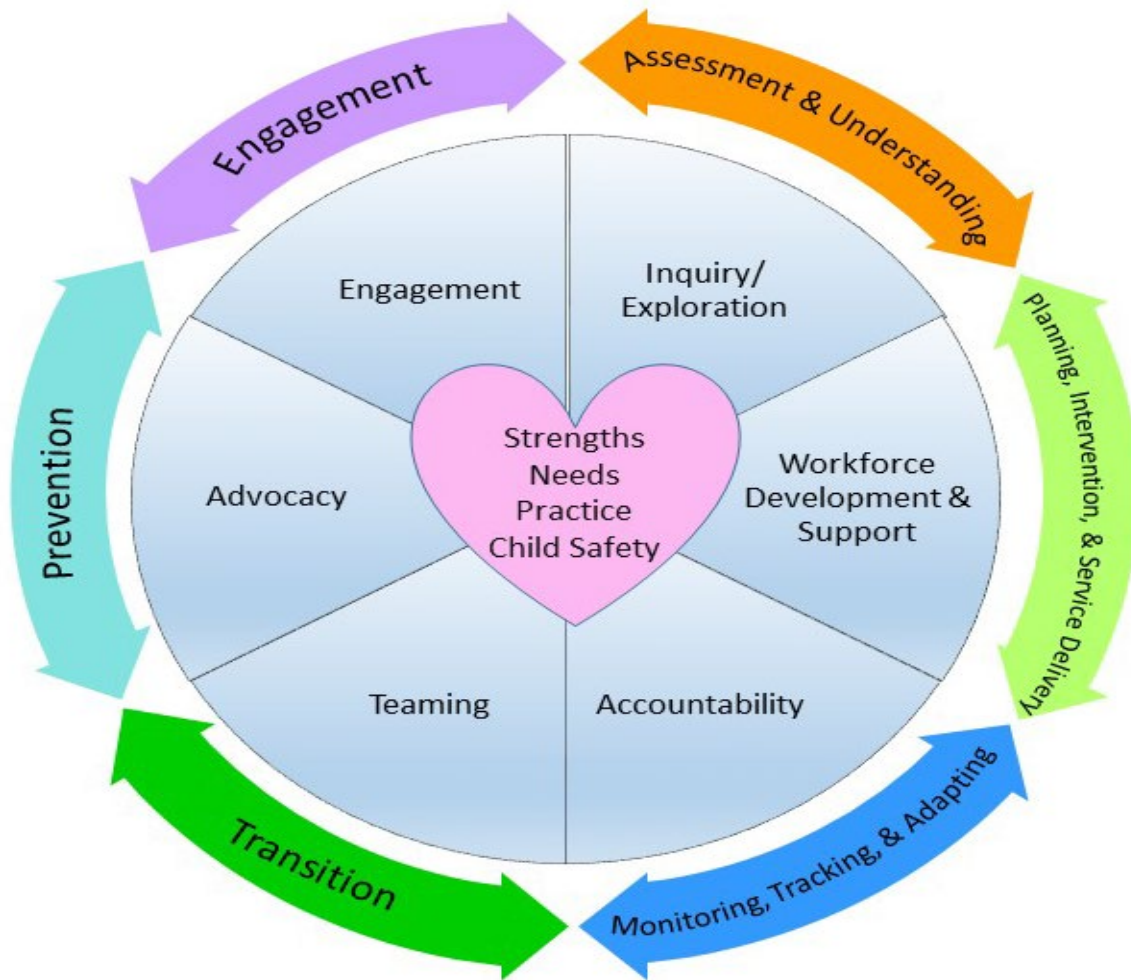 Engagement
Assessment & Understanding
Planning, Intervention, & Service Delivery
Monitoring, Tracking, & Adapting
Transition
Prevention
Engagement
Inquiry/
Exploration
Workforce
Development &
Support
Accountability
Teaming
Advocacy
Strengths
Needs
Practice
Child Safety